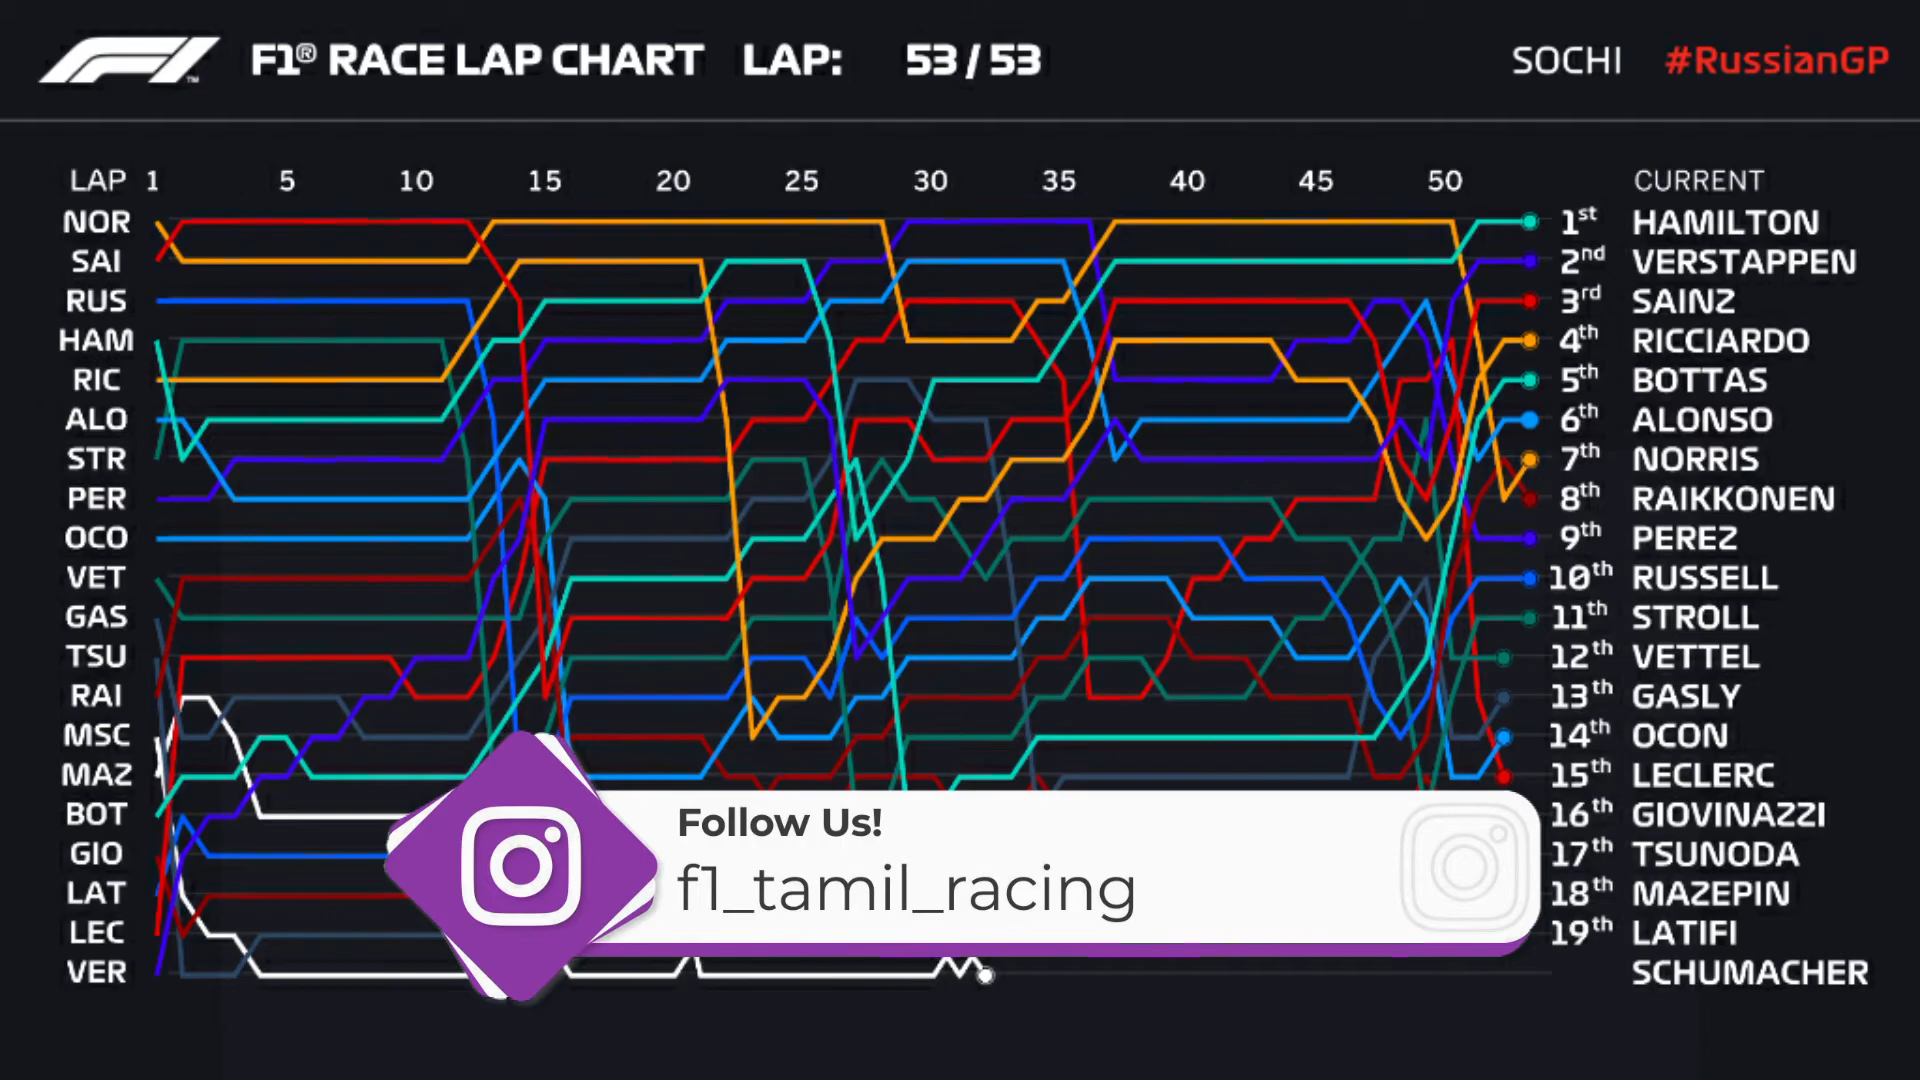 F1 ™ F1® RACE LAP CHART LAP: 53 / 53 SOCHI #RussianGP
LAP 1 5 10 15 20 25 30 35 40 45 50 CURRENT
NOR 1st HAMILTON
SAI 2nd VERSTAPPEN
RUS 3rd SAINZ
HAM 4th RICCIARDO
RIC 5th BOTTAS
ALO 6th ALONSO
STR 7th NORRIS
PER 8th RAIKKONEN
OCO 9th PEREZ
VET 10th RUSSELL
GAS 11th STROLL
TSU 12th VETTEL
RAI 13th GASLY
MSC 14th OCON
MAZ 15th LECLERC
BOT 16th GIOVINAZZI
GIO 17th TSUNODA
LAT 18th MAZEPIN
LEC 19th LATIFI
VER SCHUMACHER
Follow Us!
f1_tamil_racing